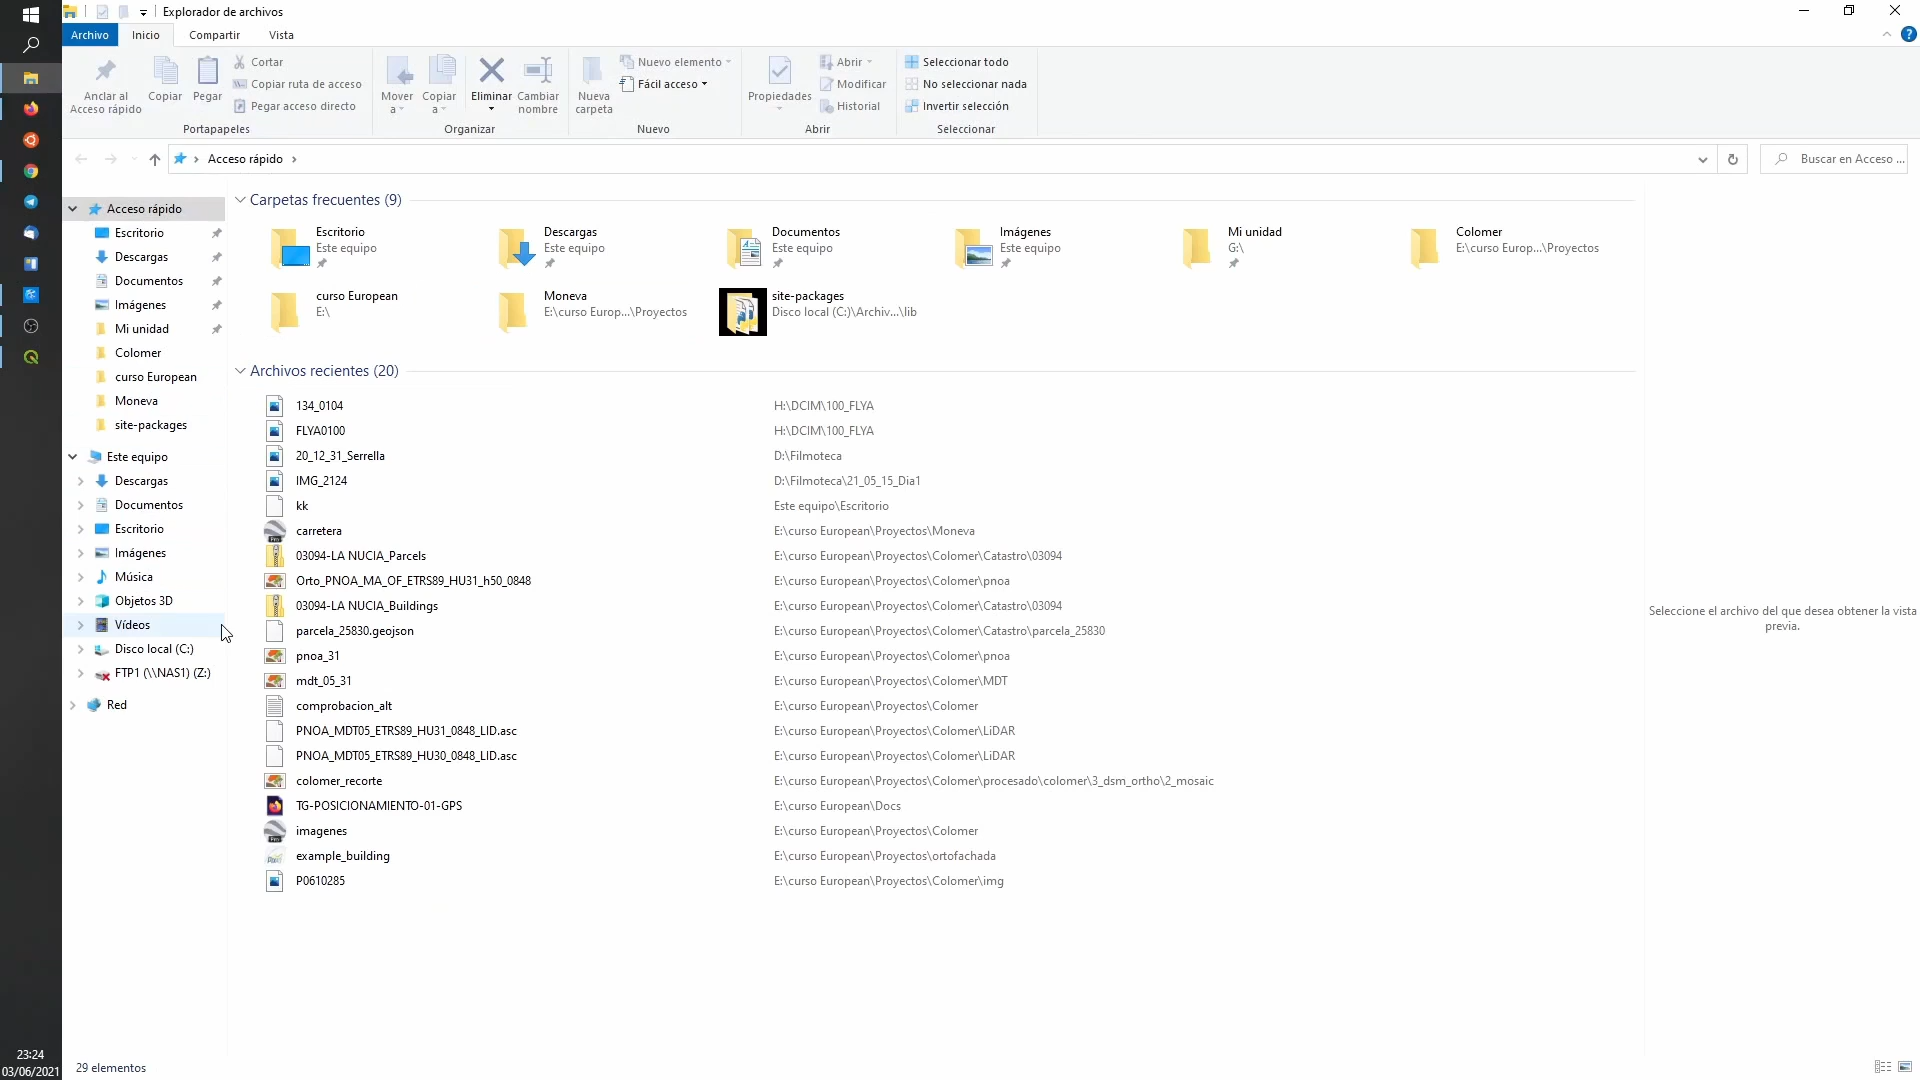 Explorador de archivos
Archivo Inicio Compartir Vista
Anclar al
Acceso rápido
Copiar
Pegar
Cortar
Copiar ruta de acceso
Pegar acceso directo
Portapapeles
Mover
a
Copiar
a
Eliminar
Cambiar
nombre
Organizar
Nueva
carpeta
Nuevo elemento
Fácil acceso
Nuevo
Propiedades
Abrir
Modificar
Historial
Abrir
Seleccionar todo
No seleccionar nada
Invertir selección
Seleccionar
Acceso rápido
Buscar en Acceso ...
Acceso rápido
Escritorio
Descargas
Documentos
Imágenes
Mi unidad
Colomer
curso European
Moneva
site-packages
Este equipo
Descargas
Documentos
Escritorio
Imágenes
Música
Objetos 3D
Vídeos
Disco local (C:)
FTP1 (\\NAS1) (Z:)
Red
Carpetas frecuentes (9)
Escritorio
Este equipo
Descargas
Este equipo
Documentos
Este equipo
Imágenes
Este equipo
Mi unidad
G:\
Colomer
E:\curso Europ...\Proyectos
curso European
E:\
Moneva
E:\curso Europ...\Proyectos
site-packages
Disco local (C:)\Archiv...\lib
Archivos recientes (20)
134_0104 H:\DCIM\100_FLYA
FLYA0100 H:\DCIM\100_FLYA
20_12_31_Serrella D:\Filmoteca
IMG_2124 D:\Filmoteca\21_05_15_Dia1
kk Este equipo\Escritorio
carretera E:\curso European\Proyectos\Moneva
03094-LA NUCIA_Parcels E:\curso European\Proyectos\Colomer\Catastro\03094
Orto_PNOA_MA_OF_ETRS89_HU31_h50_0848 E:\curso European\Proyectos\Colomer\pnoa
03094-LA NUCIA_Buildings E:\curso European\Proyectos\Colomer\Catastro\03094
parcela_25830.geojson E:\curso European\Proyectos\Colomer\Catastro\parcela_25830
pnoa_31 E:\curso European\Proyectos\Colomer\pnoa
mdt_05_31 E:\curso European\Proyectos\Colomer\MDT
comprobacion_alt E:\curso European\Proyectos\Colomer
PNOA_MDT05_ETRS89_HU31_0848_LID.asc E:\curso European\Proyectos\Colomer\LiDAR
PNOA_MDT05_ETRS89_HU30_0848_LID.asc E:\curso European\Proyectos\Colomer\LiDAR
colomer_recorte E:\curso European\Proyectos\Colomer\procesado\colomer\3_dsm_ortho\2_mosaic
TG-POSICIONAMIENTO-01-GPS E:\curso European\Docs
imagenes E:\curso European\Proyectos\Colomer
example_building E:\curso European\Proyectos\ortofachada
P0610285 E:\curso European\Proyectos\Colomer\img
Seleccione el archivo del que desea obtener la vista
previa.
29 elementos
23:24
03/06/2021